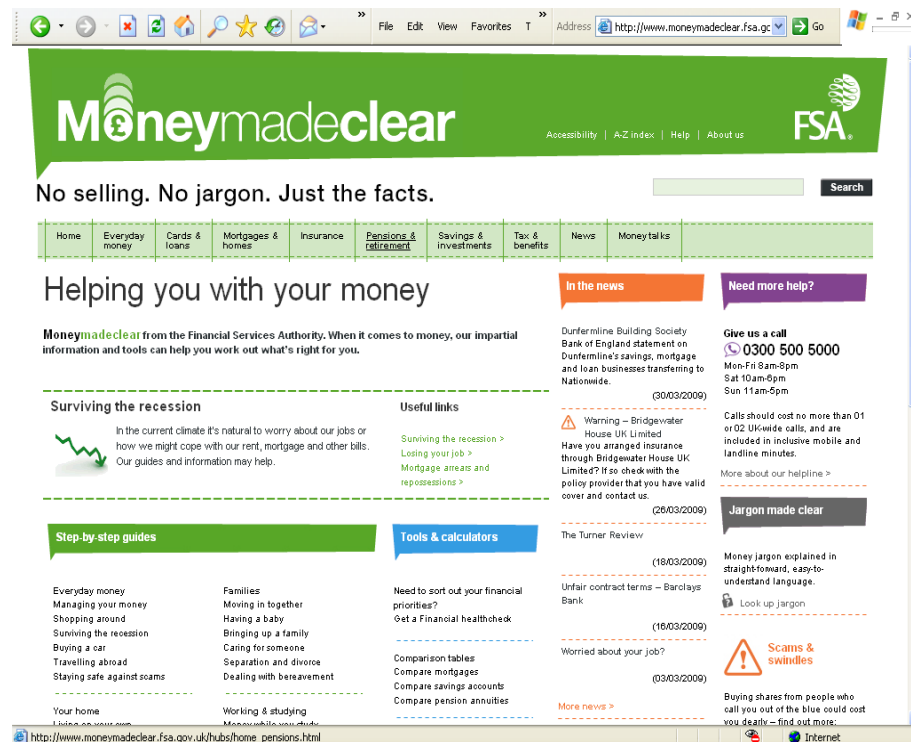 File Edit View Favorites T
Address http://www.moneymadeclear.fsa.gc Go
Moneymadeclear
Accessibility | A-Z index | Help | About us
FSA
No selling. No jargon. Just the facts.
Search
Home
Everyday money
Cards & loans
Mortgages & homes
Insurance
Pensions & retirement
Savings & investments
Tax & benefits
News
Moneytalks
Helping you with your money
Moneymadeclear from the Financial Services Authority. When it comes to money, our impartial
information and tools can help you work out what's right for you.
Surviving the recession
In the current climate it's natural to worry about our jobs or
how we might cope with our rent, mortgage and other bills.
Our guides and information may help.
Useful links
Surviving the recession >
Losing your job >
Mortgage arrears and
repossessions >
Step-by-step guides
Everyday money
Managing your money
Shopping around
Surviving the recession
Buying a car
Travelling abroad
Staying safe against scams
Your home
Living on your own
Families
Moving in together
Having a baby
Bringing up a family
Caring for someone
Separation and divorce
Dealing with bereavement
Working & studying
Money while you study
Tools & calculators
Need to sort out your financial
priorities?
Get a Financial healthcheck
Comparison tables
Compare mortgages
Compare savings accounts
Compare pension annuities
In the news
Dunfermline Building Society
Bank of England statement on
Dunfermline's savings, mortgage
and loan businesses transferring to
Nationwide.
(30/03/2009)
Warning – Bridgewater
House UK Limited
Have you arranged insurance
through Bridgewater House UK
Limited? If so check with the
policy provider that you have valid
cover and contact us.
(26/03/2009)
The Turner Review
(18/03/2009)
Unfair contract terms – Barclays
Bank
(16/03/2009)
Worried about your job?
(03/03/2009)
More news >
Need more help?
Give us a call
0300 500 5000
Mon-Fri 8am-8pm
Sat 10am-6pm
Sun 11am-5pm
Calls should cost no more than 01
or 02 UK-wide calls, and are
included in inclusive mobile and
landline minutes.
More about our helpline >
Jargon made clear
Money jargon explained in
straight-forward, easy-to-
understand language.
Look up jargon
Scams &
swindles
Buying shares from people who
call you out of the blue could cost
you dearly – find out more:
http://www.moneymadeclear.fsa.gov.uk/hubs/home_pensions.html
Internet